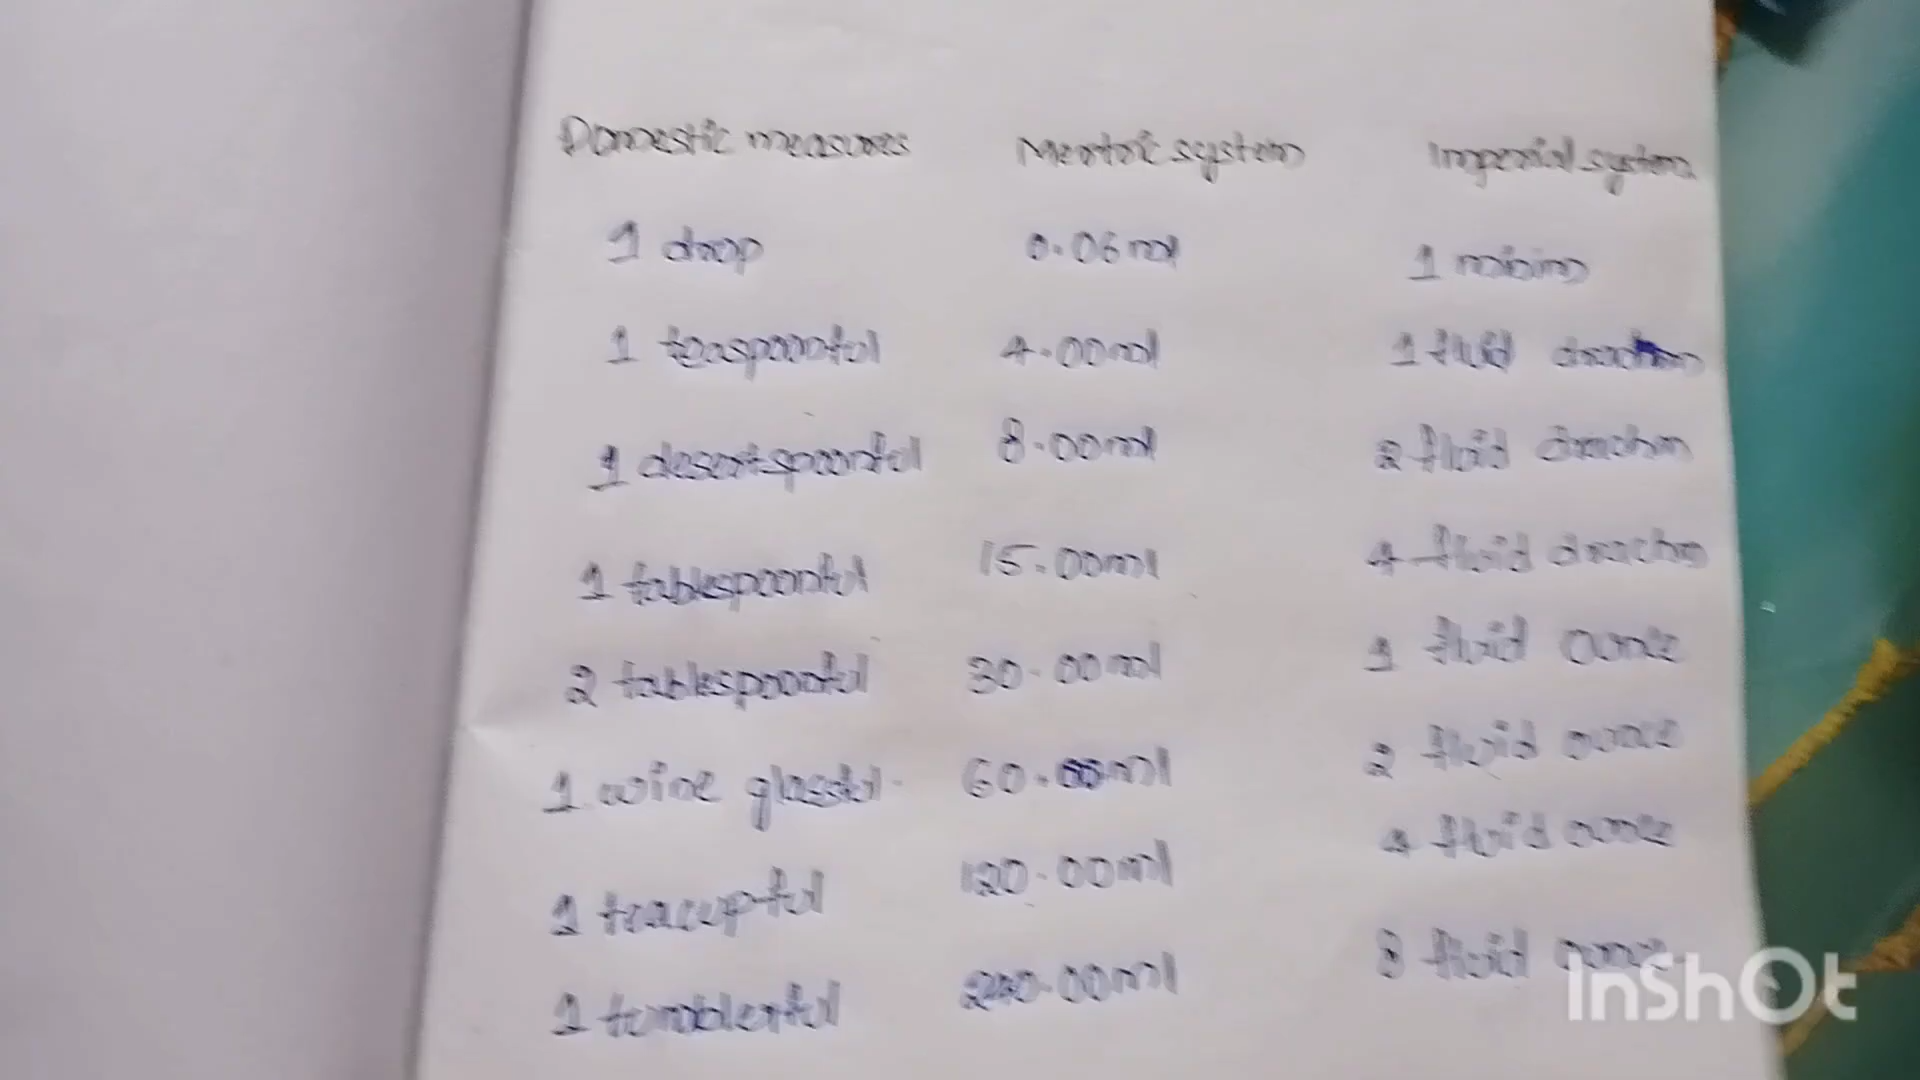 Domestic measures Mentric system Imperial system
1 drop 0.06 ml 1 minim
1 teaspoonful 4.00 ml 1 fluid drachm
1 desertspoonful 8.00 ml 2 fluid drachm
1 tablespoonful 15.00 ml 4 fluid drachm
2 tablespoonful 30.00 ml 1 fluid ounce
1 wine glassful 60.00 ml 2 fluid ounce
1 teacupful 120.00 ml 4 fluid ounce
1 tumblerful 240.00 ml 8 fluid ounce
InShOt